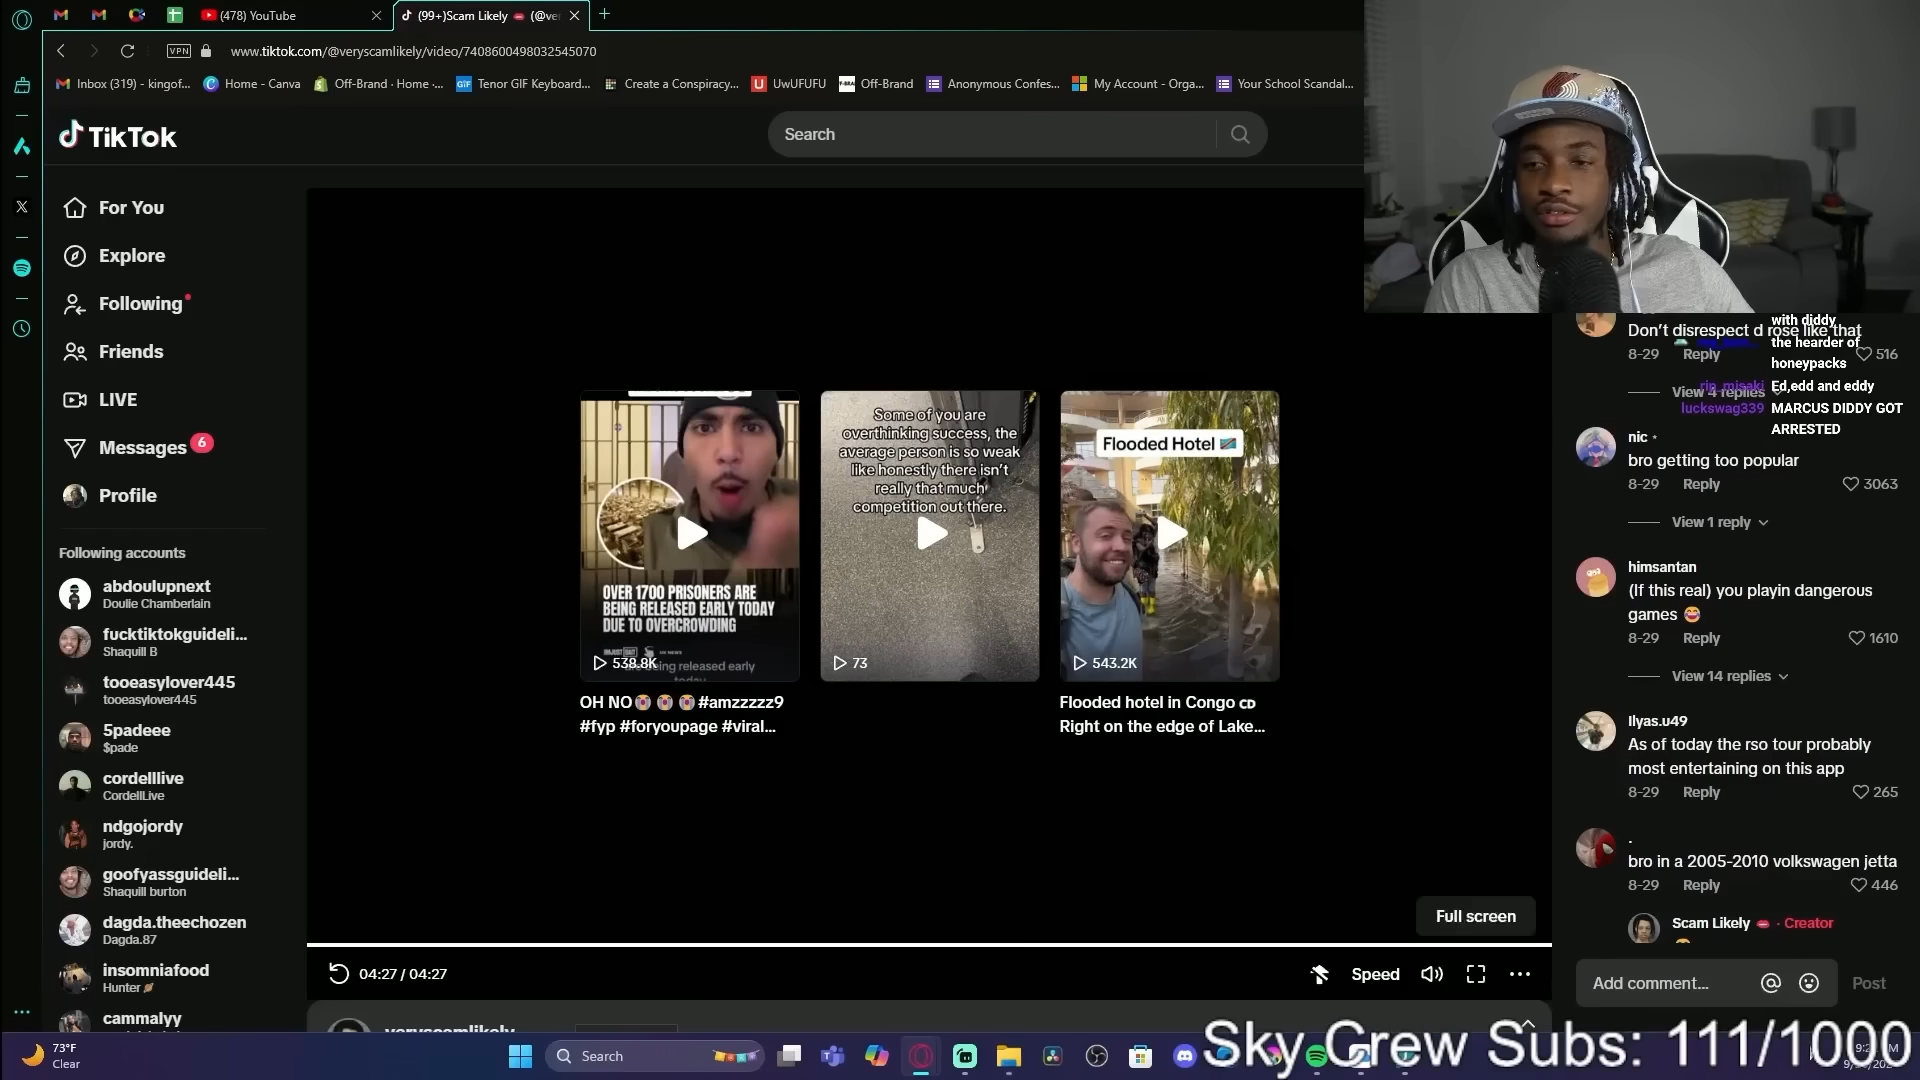 (478) YouTube
(99+)Scam Likely 👄 (@ve
VPN
www.tiktok.com/@veryscamlikely/video/7408600498032545070
Inbox (319) - kingof...
Home - Canva
Off-Brand · Home ·...
GIF
Tenor GIF Keyboard...
Create a Conspiracy...
U
UwUFUFU
Off-Brand
Anonymous Confes...
My Account - Orga...
Your School Scandal...
TikTok
Search
For You
Explore
Following
Friends
LIVE
Messages 6
Profile
Following accounts
abdoulupnext
Doulie Chamberlain
fucktiktokguideli...
Shaquill B
tooeasylover445
tooeasylover445
5padeee
$pade
cordelllive
CordellLive
ndgojordy
jordy.
goofyassguideli...
Shaquill burton
dagda.theechozen
Dagda.87
insomniafood
Hunter
cammalyy
OVER 1700 PRISONERS ARE
BEING RELEASED EARLY TODAY
DUE TO OVERCROWDING
538.8K
are being released early
today
OH NO😭 😭 😭#amzzzzz9
#fyp #foryoupage #viral...
Some of you are
overthinking success, the
average person is so weak
like honestly there isn't
really that much
competition out there.
73
Flooded Hotel 🇨🇩
543.2K
Flooded hotel in Congo 🇨🇩
Right on the edge of Lake...
Full screen
04:27 / 04:27
Speed
veryscamlikely
with diddy
the hearder of
honeypacks
rip_misaki Ed,edd and eddy
luckswag339 MARCUS DIDDY GOT
ARRESTED
Don't disrespect d rose like that
8-29 Reply 516
View 4 replies
nic
bro getting too popular
8-29 Reply 3063
View 1 reply
himsantan
(If this real) you playin dangerous
games 😂
8-29 Reply 1610
View 14 replies
Ilyas.u49
As of today the rso tour probably
most entertaining on this app
8-29 Reply 265
.
bro in a 2005-2010 volkswagen jetta
8-29 Reply 446
Scam Likely 👄 · Creator
Add comment...
Post
73°F
Clear
Search
Sky Crew Subs: 111/1000